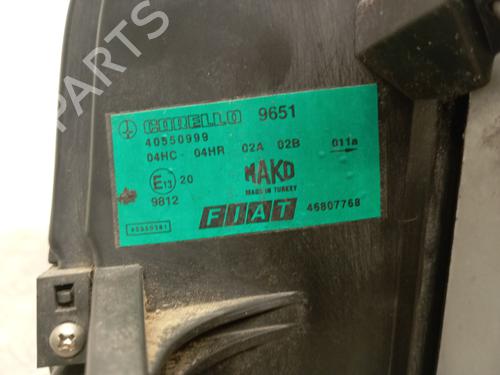 CARELLO 9651
40550999
04HC - 04HR 02A 02B 011a
E13 20 MAKO
MADE IN TURKEY
9812
FIAT 46807768
B-PARTS